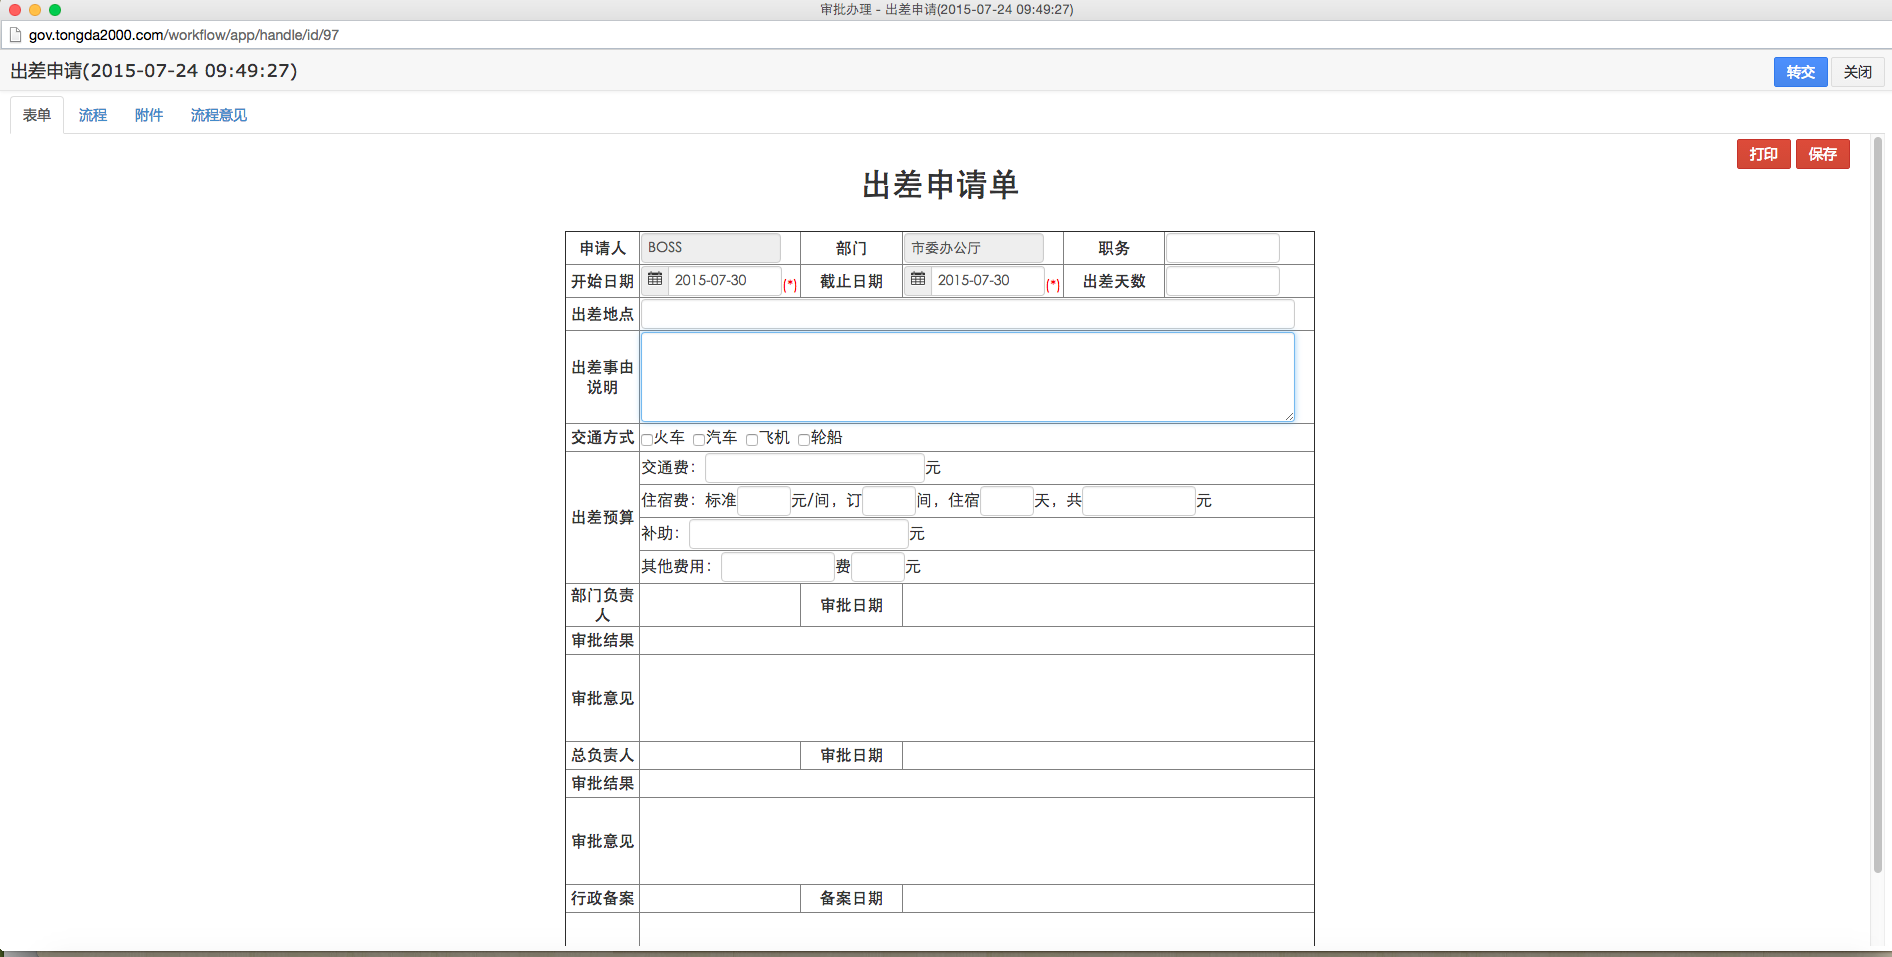 审批办理 - 出差申请(2015-07-24 09:49:27)
gov.tongda2000.com/workflow/app/handle/id/97
出差申请(2015-07-24 09:49:27)
转交 关闭
表单 流程 附件 流程意见
打印 保存
出差申请单
申请人 BOSS 部门 市委办公厅 职务
开始日期 2015-07-30 (*) 截止日期 2015-07-30 (*) 出差天数
出差地点
出差事由
说明
交通方式 火车 汽车 飞机 轮船
出差预算
交通费: 元
住宿费: 标准 元/间, 订 间, 住宿 天, 共 元
补助: 元
其他费用: 费 元
部门负责
人
审批日期
审批结果
审批意见
总负责人 审批日期
审批结果
审批意见
行政备案 备案日期